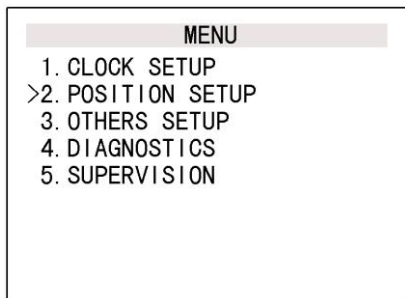 MENU
1. CLOCK SETUP
>2. POSITION SETUP
3. OTHERS SETUP
4. DIAGNOSTICS
5. SUPERVISION